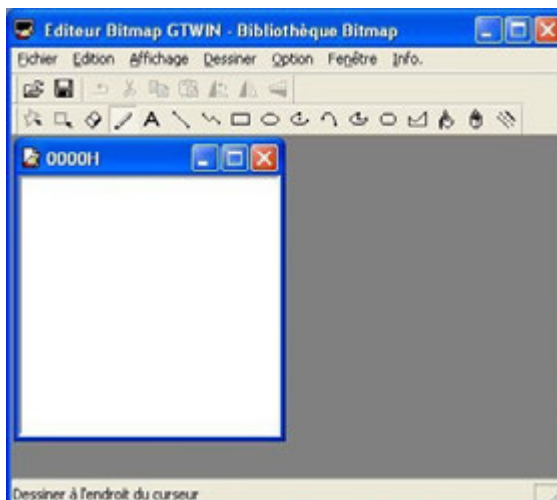 Editeur Bitmap GTWIN - Bibliothèque Bitmap
Fichier Edition Affichage Dessiner Option Fenêtre Info.
A
0000H
Dessiner à l'endroit du curseur